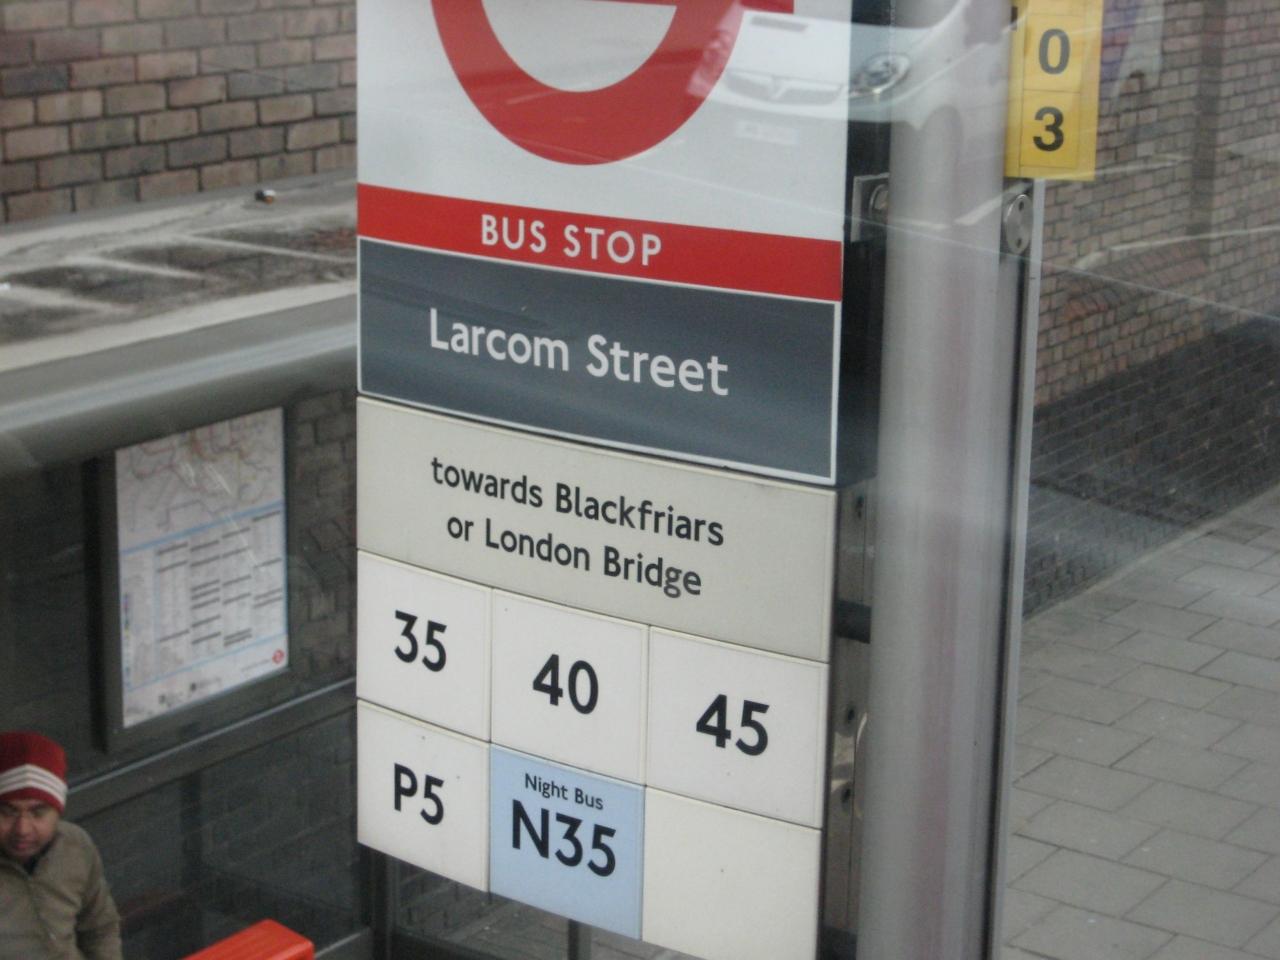 BUS STOP
Larcom Street
towards Blackfriars
or London Bridge
35 40 45
P5 Night Bus N35
0
3